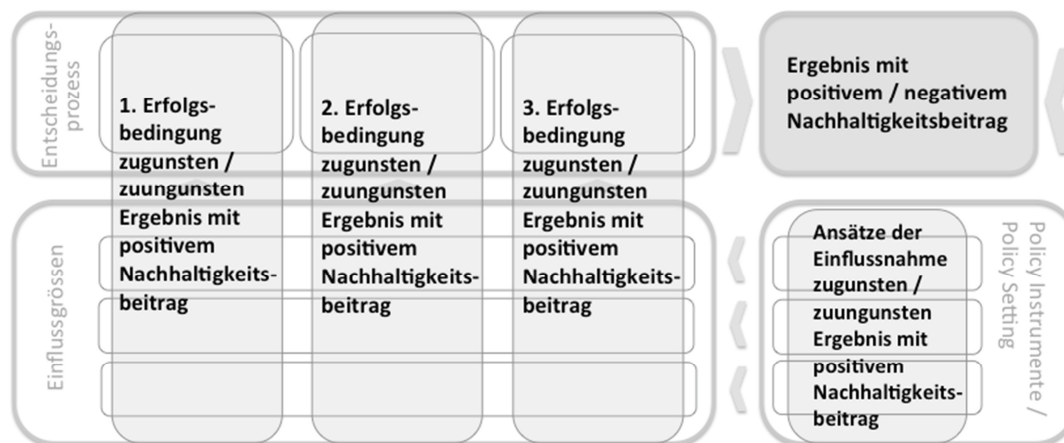 Entscheidungs-
prozess
1. Erfolgs-
bedingung
zugunsten /
zuungunsten
Ergebnis mit
positivem
Nachhaltigkeits-
beitrag
2. Erfolgs-
bedingung
zugunsten /
zuungunsten
Ergebnis mit
positivem
Nachhaltigkeits-
beitrag
3. Erfolgs-
bedingung
zugunsten /
zuungunsten
Ergebnis mit
positivem
Nachhaltigkeits-
beitrag
Ergebnis mit
positivem / negativem
Nachhaltigkeitsbeitrag
Einflussgrössen
Ansätze der
Einflussnahme
zugunsten /
zuungunsten
Ergebnis mit
positivem
Nachhaltigkeits-
beitrag
Policy Instrumente /
Policy Setting